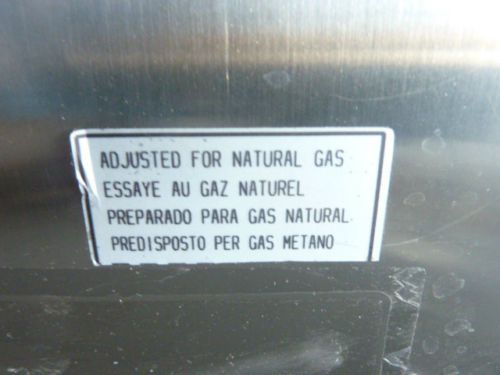 ADJUSTED FOR NATURAL GAS
ESSAYE AU GAZ NATUREL
PREPARADO PARA GAS NATURAL
PREDISPOSTO PER GAS METANO